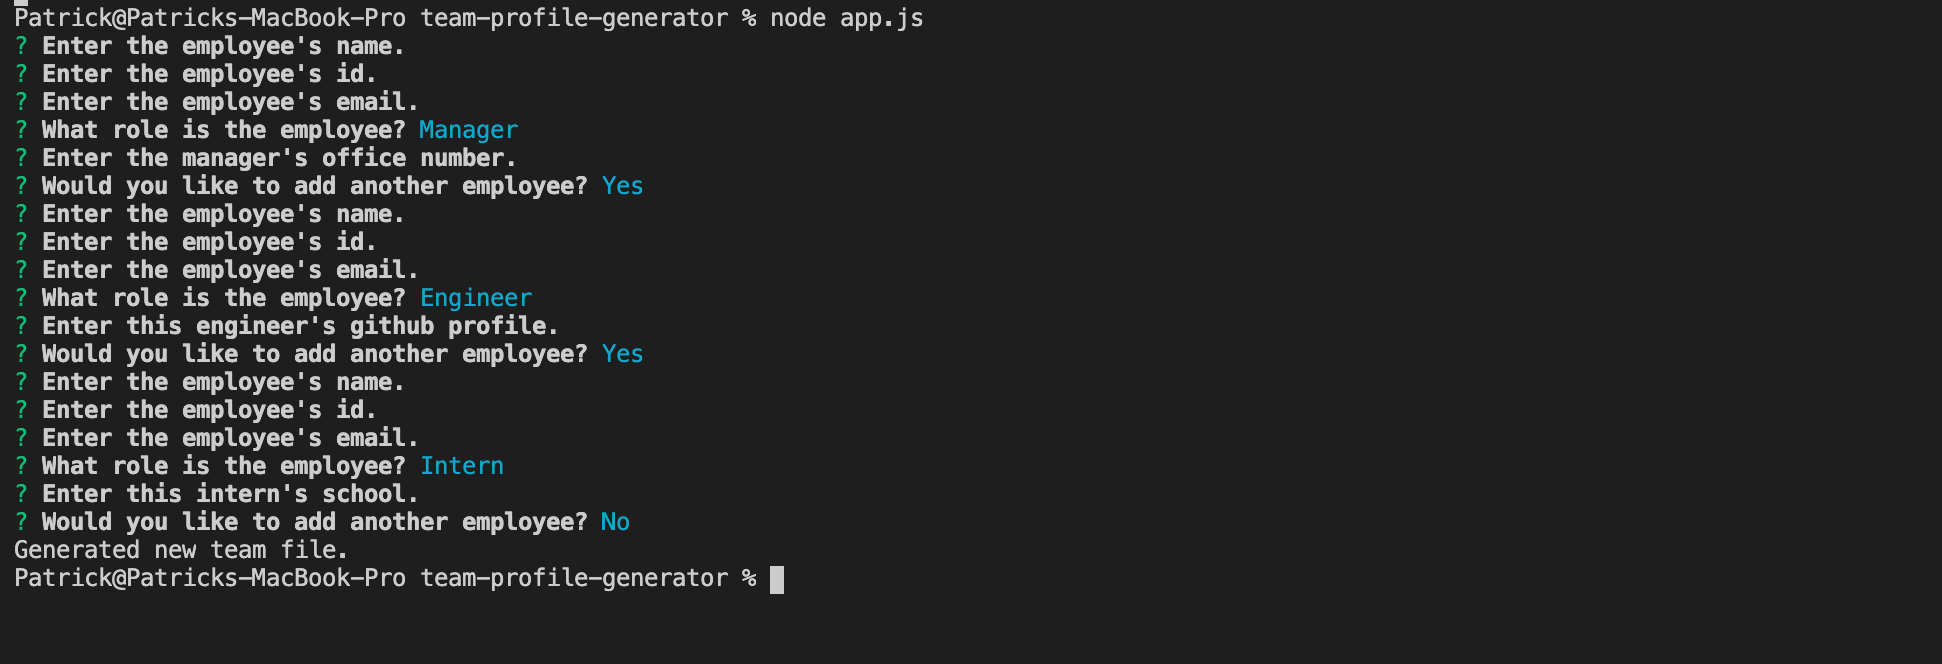 Patrick@Patricks-MacBook-Pro team-profile-generator % node app.js
? Enter the employee's name.
? Enter the employee's id.
? Enter the employee's email.
? What role is the employee? Manager
? Enter the manager's office number.
? Would you like to add another employee? Yes
? Enter the employee's name.
? Enter the employee's id.
? Enter the employee's email.
? What role is the employee? Engineer
? Enter this engineer's github profile.
? Would you like to add another employee? Yes
? Enter the employee's name.
? Enter the employee's id.
? Enter the employee's email.
? What role is the employee? Intern
? Enter this intern's school.
? Would you like to add another employee? No
Generated new team file.
Patrick@Patricks-MacBook-Pro team-profile-generator %